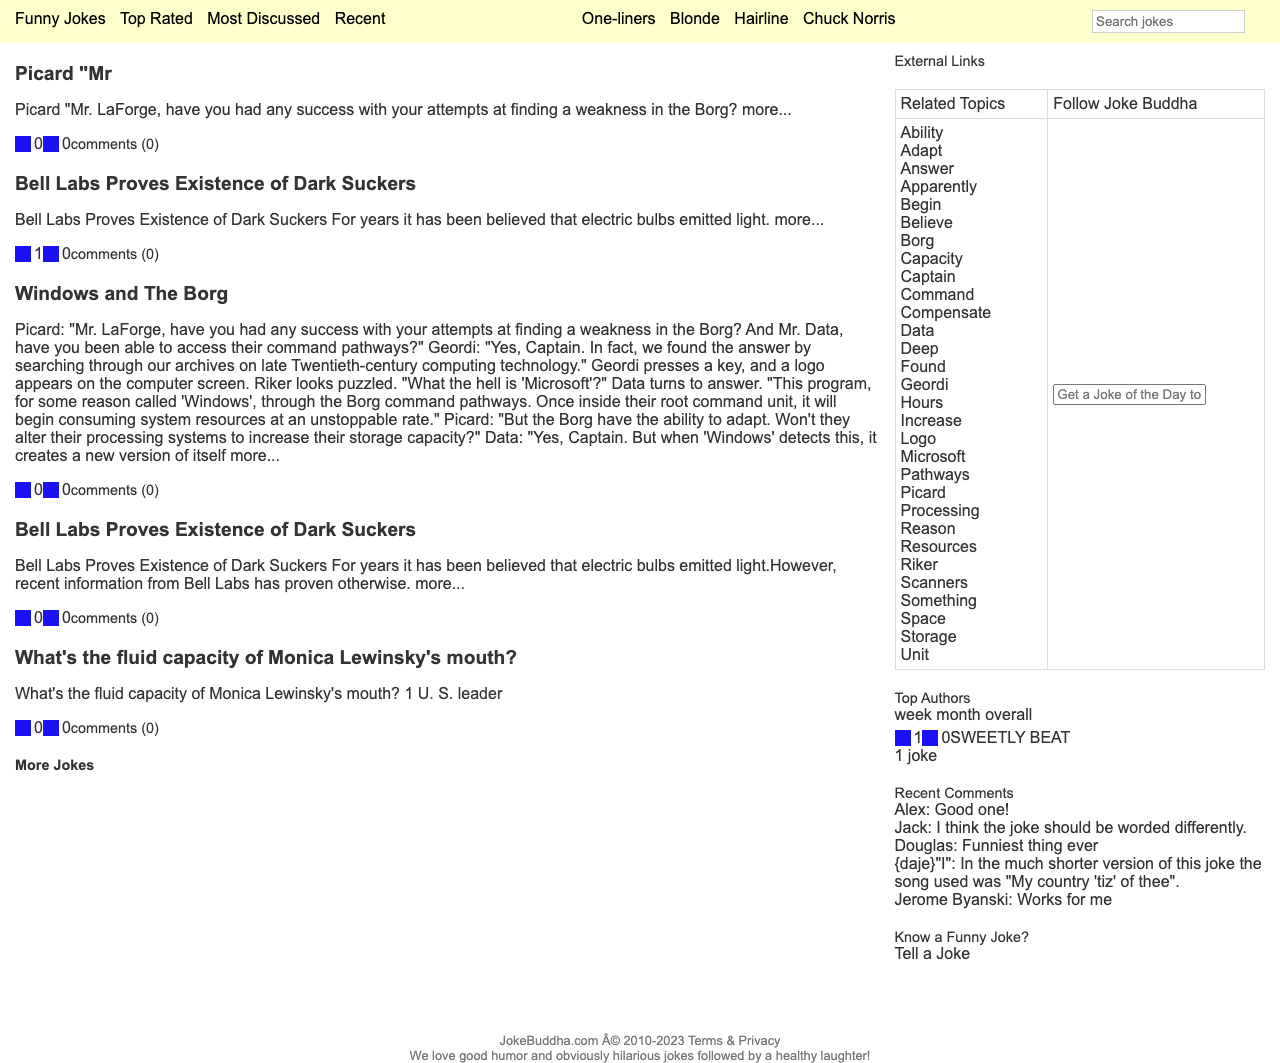 Funny Jokes Top Rated Most Discussed Recent One-liners Blonde Hairline Chuck Norris Search jokes
Picard "Mr
Picard "Mr. LaForge, have you had any success with your attempts at finding a weakness in the Borg? more...
0 0comments (0)
Bell Labs Proves Existence of Dark Suckers
Bell Labs Proves Existence of Dark Suckers For years it has been believed that electric bulbs emitted light. more...
1 0comments (0)
Windows and The Borg
Picard: "Mr. LaForge, have you had any success with your attempts at finding a weakness in the Borg? And Mr. Data,
have you been able to access their command pathways?" Geordi: "Yes, Captain. In fact, we found the answer by
searching through our archives on late Twentieth-century computing technology." Geordi presses a key, and a logo
appears on the computer screen. Riker looks puzzled. "What the hell is 'Microsoft'?" Data turns to answer. "This program,
for some reason called 'Windows', through the Borg command pathways. Once inside their root command unit, it will
begin consuming system resources at an unstoppable rate." Picard: "But the Borg have the ability to adapt. Won't they
alter their processing systems to increase their storage capacity?" Data: "Yes, Captain. But when 'Windows' detects this, it
creates a new version of itself more...
0 0comments (0)
Bell Labs Proves Existence of Dark Suckers
Bell Labs Proves Existence of Dark Suckers For years it has been believed that electric bulbs emitted light.However,
recent information from Bell Labs has proven otherwise. more...
0 0comments (0)
What's the fluid capacity of Monica Lewinsky's mouth?
What's the fluid capacity of Monica Lewinsky's mouth? 1 U. S. leader
0 0comments (0)
More Jokes
External Links
Related Topics Follow Joke Buddha
Ability
Adapt
Answer
Apparently
Begin
Believe
Borg
Capacity
Captain
Command
Compensate
Data
Deep
Found
Geordi
Hours
Increase
Logo
Microsoft
Pathways
Picard
Processing
Reason
Resources
Riker
Scanners
Something
Space
Storage
Unit
Get a Joke of the Day to
Top Authors
week month overall
1 0SWEETLY BEAT
1 joke
Recent Comments
Alex: Good one!
Jack: I think the joke should be worded differently.
Douglas: Funniest thing ever
{daje}"I": In the much shorter version of this joke the
song used was "My country 'tiz' of thee".
Jerome Byanski: Works for me
Know a Funny Joke?
Tell a Joke
JokeBuddha.com Â© 2010-2023 Terms & Privacy
We love good humor and obviously hilarious jokes followed by a healthy laughter!